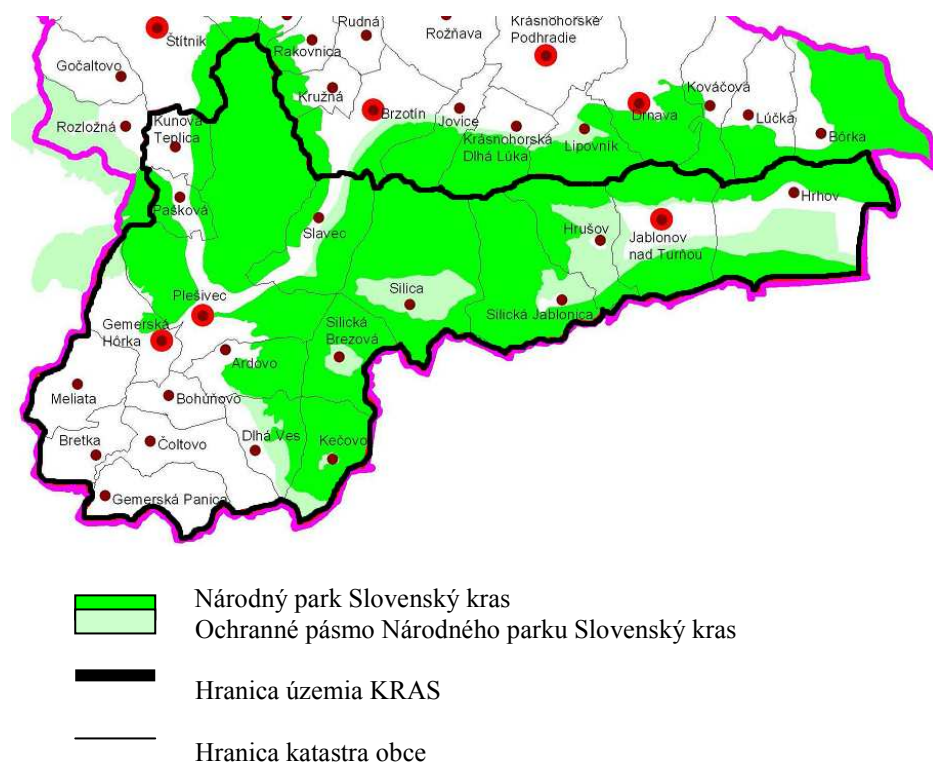 Rudná
Rožňava
Krásnohorské
Podhradie
Štítnik
Rakovnica
Gočaltovo
Kružná
Kováčová
Brzotín
Jovice
Drnava
Lúčka
Rozložná
Kunova
Teplica
Krásnohorská
Dlhá Lúka
Lipovník
Bôrka
Pašková
Slavec
Hrhov
Hrušov
Jablonov
nad Turňou
Silica
Plešivec
Silická Jablonica
Gemerská
Hôrka
Silická
Brezová
Ardovo
Meliata
Bohúňovo
Bretka
Čoltovo
Dlhá Ves
Kečovo
Gemerská Panica
Národný park Slovenský kras
Ochranné pásmo Národného parku Slovenský kras
Hranica územia KRAS
Hranica katastra obce